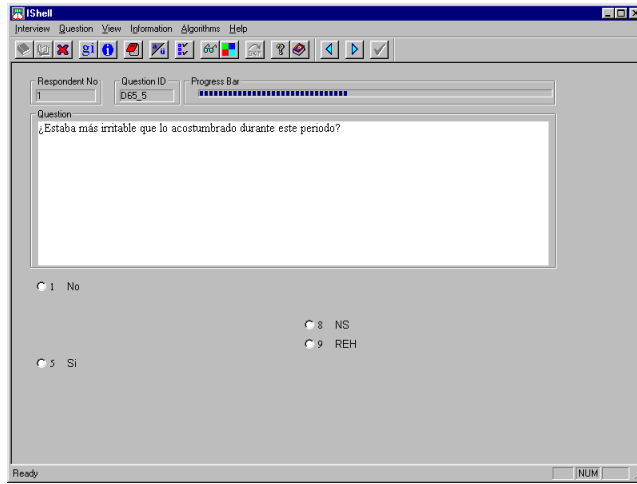 IShell
Interview Question View Information Algorithms Help
gi
Respondent No
Question ID
Progress Bar
1
D65_5
Question
¿Estaba más irritable que lo acostumbrado durante este periodo?
1 No
8 NS
9 REH
5 Si
Ready
NUM